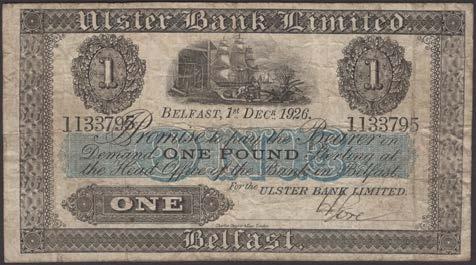 Ulster Bank Limited.
1 1
BELFAST, 1st DECR. 1926.
1133795 1133795
Promise to pay the Bearer on
Demand ONE POUND Sterling at
the Head Office of the Bank in Belfast
For the ULSTER BANK LIMITED.
ONE
Belfast.